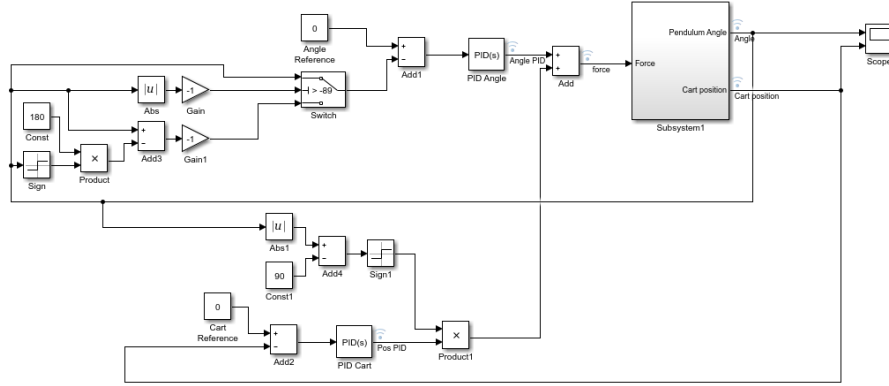 0
Angle
Reference
+
−
Add1
PID(s)
PID Angle
Angle PID
+
+
Add
force
Force
Pendulum Angle
Cart position
Subsystem1
Angle
Cart position
Scope
|u|
Abs
-1
Gain
> -89
Switch
180
Const
+
−
Add3
-1
Gain1
Sign
×
Product
|u|
Abs1
90
Const1
+
−
Add4
Sign1
0
Cart
Reference
+
−
Add2
PID(s)
PID Cart
Pos PID
×
Product1